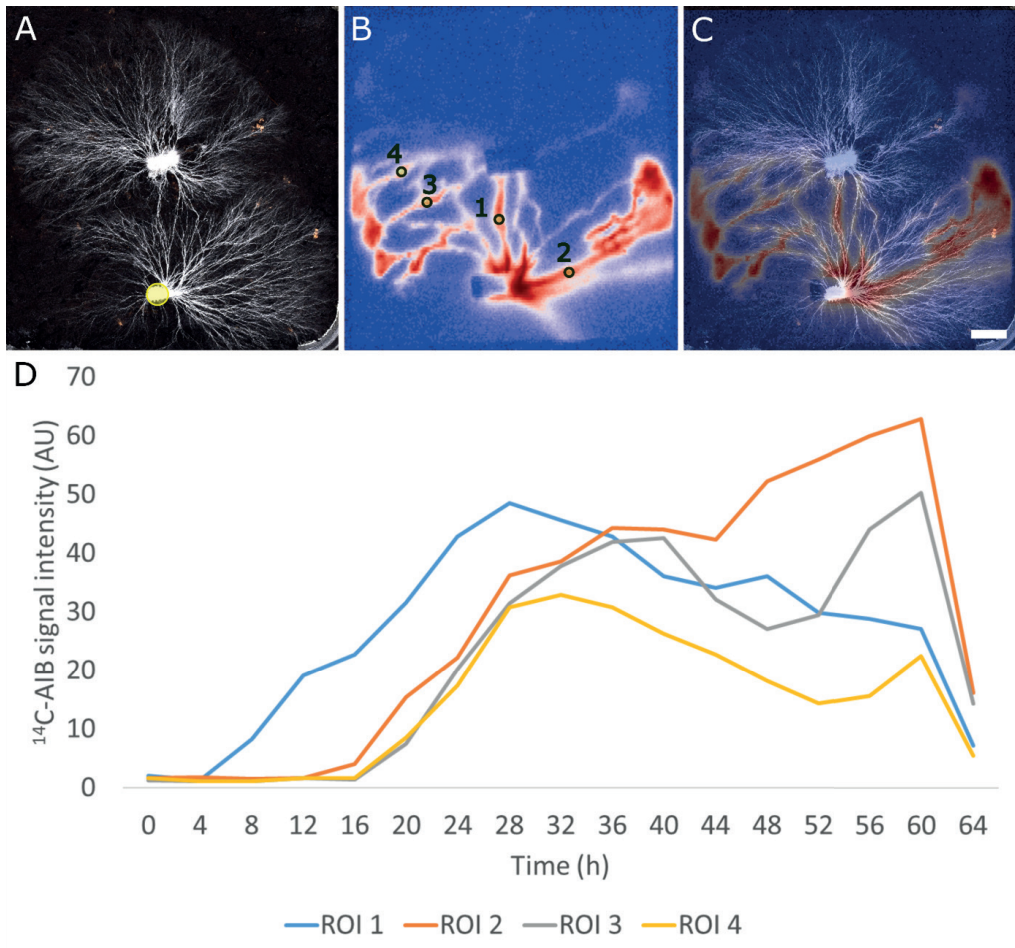 A
B
C
4
3
1
2
D
¹⁴C-AIB signal intensity (AU)
70
60
50
40
30
20
10
0
0 4 8 12 16 20 24 28 32 36 40 44 48 52 56 60 64
Time (h)
ROI 1 ROI 2 ROI 3 ROI 4